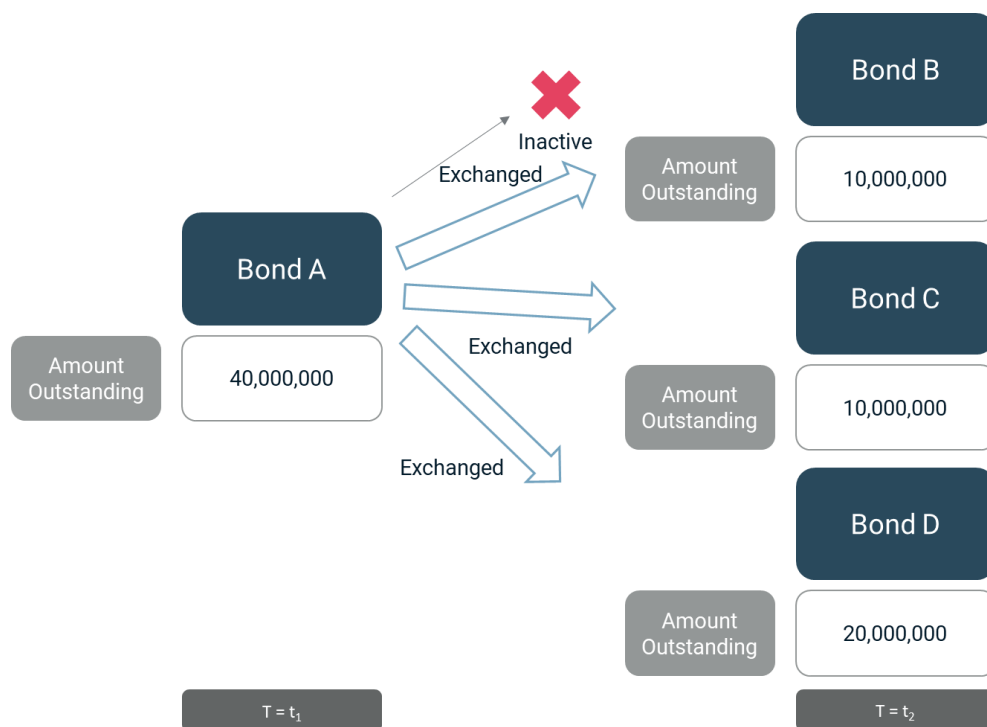 Bond B
Inactive
Amount
Outstanding
10,000,000
Exchanged
Bond A
Bond C
Exchanged
Amount
Outstanding
40,000,000
Amount
Outstanding
10,000,000
Exchanged
Bond D
Amount
Outstanding
20,000,000
T = t₁
T = t₂